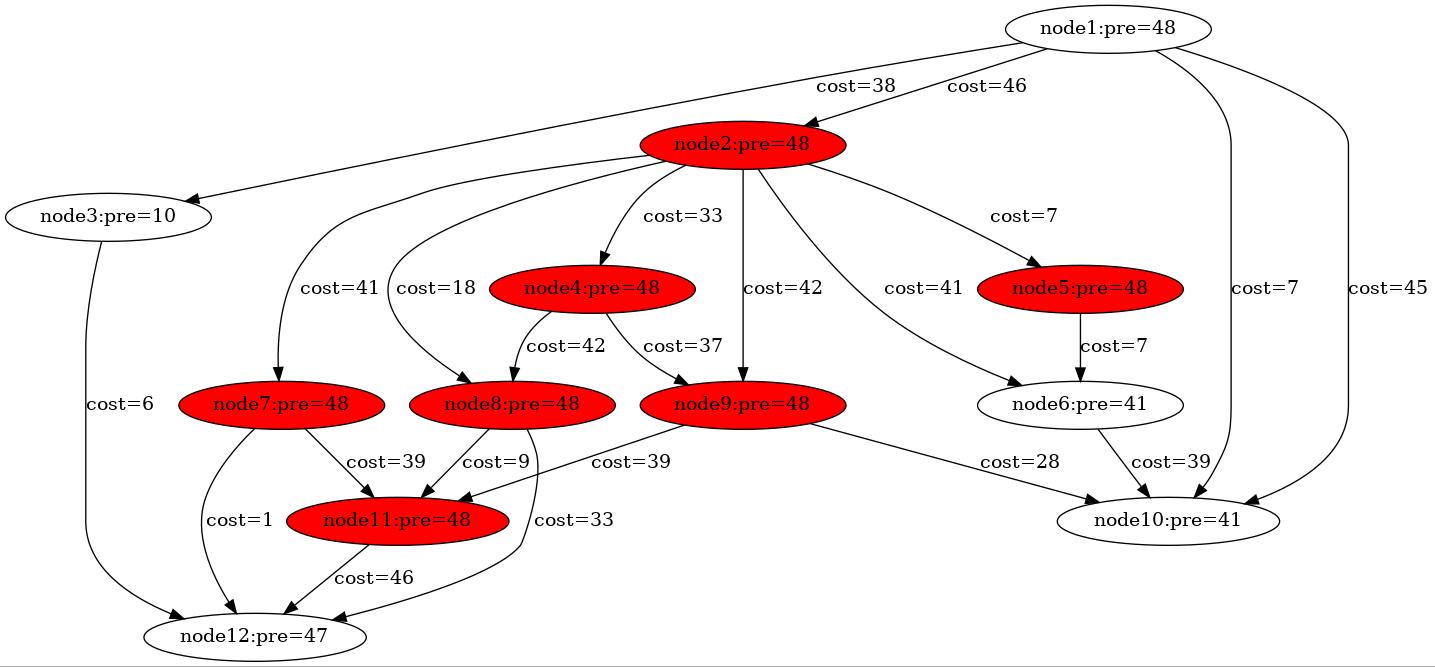 node1:pre=48
cost=38
cost=46
node2:pre=48
node3:pre=10
cost=33
cost=7
cost=41
cost=18
node4:pre=48
cost=42
cost=41
node5:pre=48
cost=7
cost=45
cost=42
cost=37
cost=7
cost=6
node7:pre=48
node8:pre=48
node9:pre=48
node6:pre=41
cost=39
cost=9
cost=39
cost=28
cost=39
cost=1
node11:pre=48
cost=33
node10:pre=41
cost=46
node12:pre=47